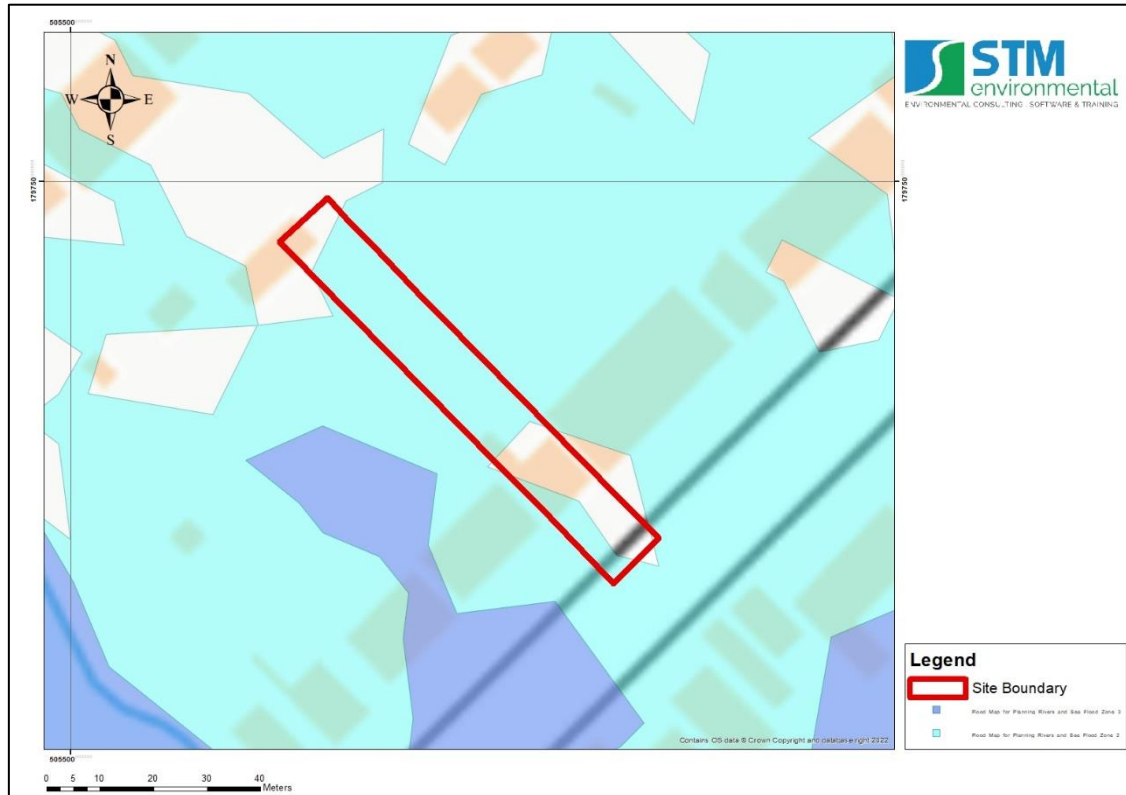 505500
N
W E
S
179750
179750
STM
environmental
ENVIRONMENTAL CONSULTING · SOFTWARE & TRAINING
Legend
Site Boundary
Flood Map for Planning Rivers and Sea Flood Zone 3
Flood Map for Planning Rivers and Sea Flood Zone 2
Contains OS data © Crown Copyright and database right 2022
505500
0 5 10 20 30 40
Meters